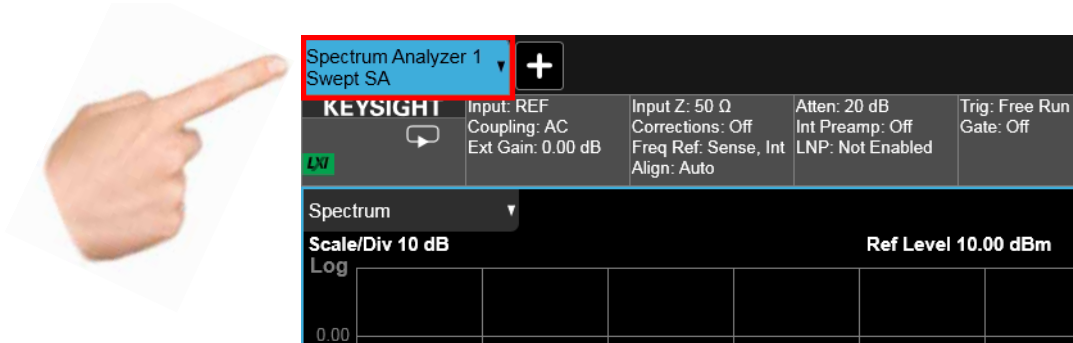 Spectrum Analyzer 1
Swept SA
KEYSIGHT
LXI
Input: REF
Coupling: AC
Ext Gain: 0.00 dB
Input Z: 50 Ω
Corrections: Off
Freq Ref: Sense, Int
Align: Auto
Atten: 20 dB
Int Preamp: Off
LNP: Not Enabled
Trig: Free Run
Gate: Off
Spectrum
Scale/Div 10 dB
Ref Level 10.00 dBm
Log
0.00